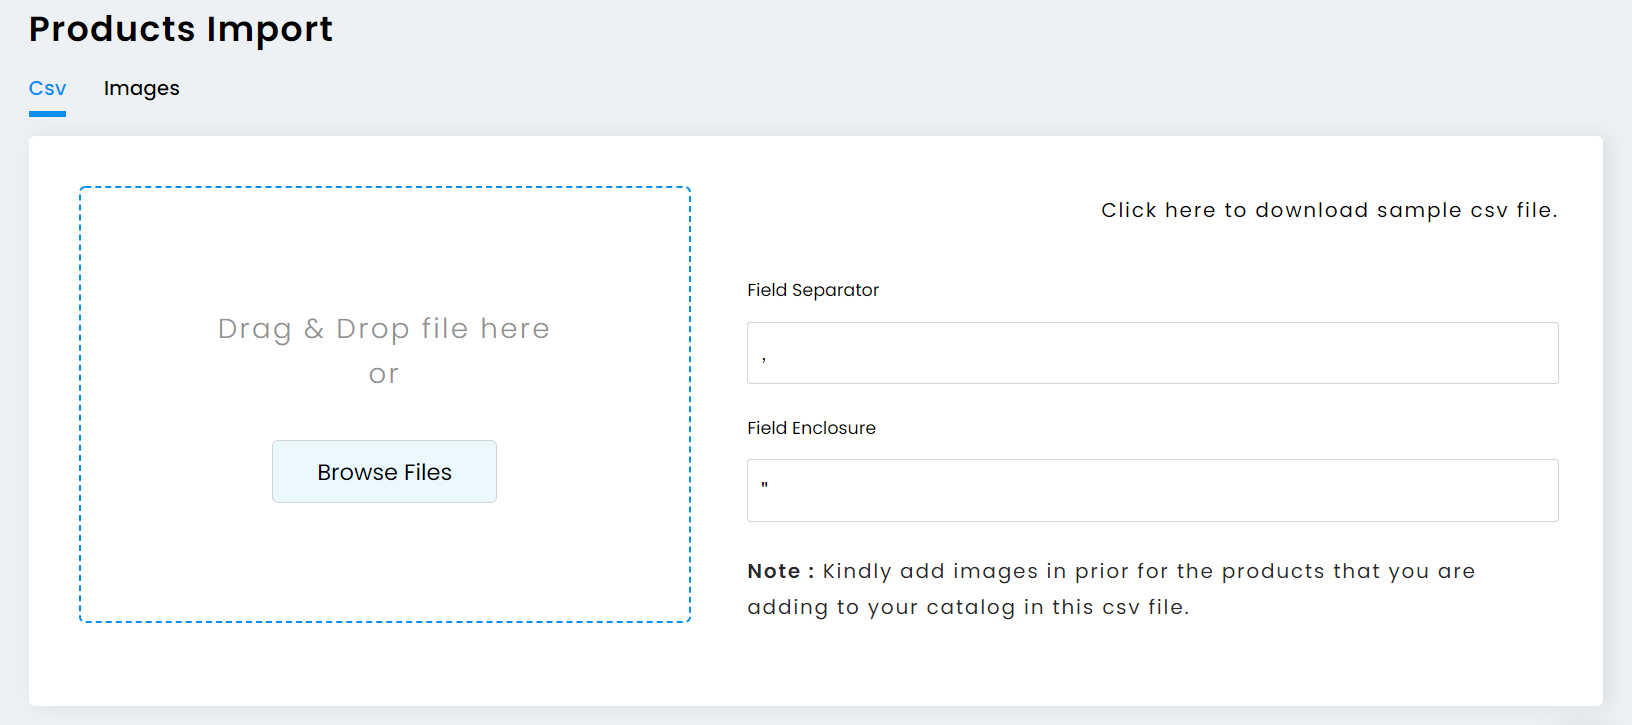 Products Import
Csv Images
Drag & Drop file here
or
Browse Files
Click here to download sample csv file.
Field Separator
,
Field Enclosure
"
Note : Kindly add images in prior for the products that you are
adding to your catalog in this csv file.